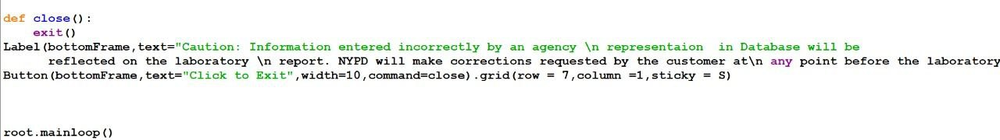 def close():
    exit()
Label(bottomFrame,text="Caution: Information entered incorrectly by an agency \n representaion  in Database will be
      reflected on the laboratory \n report. NYPD will make corrections requested by the customer at\n any point before the laboratory
Button(bottomFrame,text="Click to Exit",width=10,command=close).grid(row = 7,column =1,sticky = S)
root.mainloop()